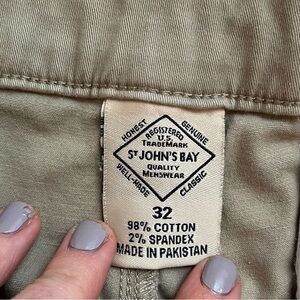 HONEST
GENUINE
REGISTERED
U.S.
TRADEMARK
ST JOHN'S BAY
QUALITY
MENSWEAR
WELL-MADE
CLASSIC
32
98% COTTON
2% SPANDEX
MADE IN PAKISTAN